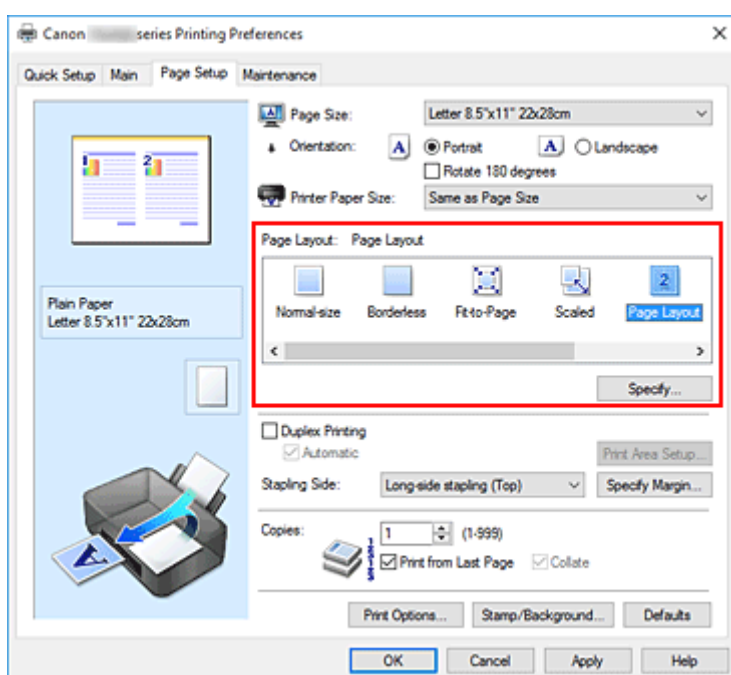 Canon series Printing Preferences
Quick Setup Main Page Setup Maintenance
Page Size: Letter 8.5"x11" 22x28cm
Orientation: A Portrait A Landscape
Rotate 180 degrees
Printer Paper Size: Same as Page Size
1 2
Page Layout: Page Layout
2
Normal-size Borderless Fit-to-Page Scaled Page Layout
Plain Paper
Letter 8.5"x11" 22x28cm
Specify...
Duplex Printing
Automatic Print Area Setup...
Stapling Side: Long-side stapling (Top) Specify Margin...
Copies: 1 (1-999)
Print from Last Page Collate
A
Print Options... Stamp/Background... Defaults
OK Cancel Apply Help